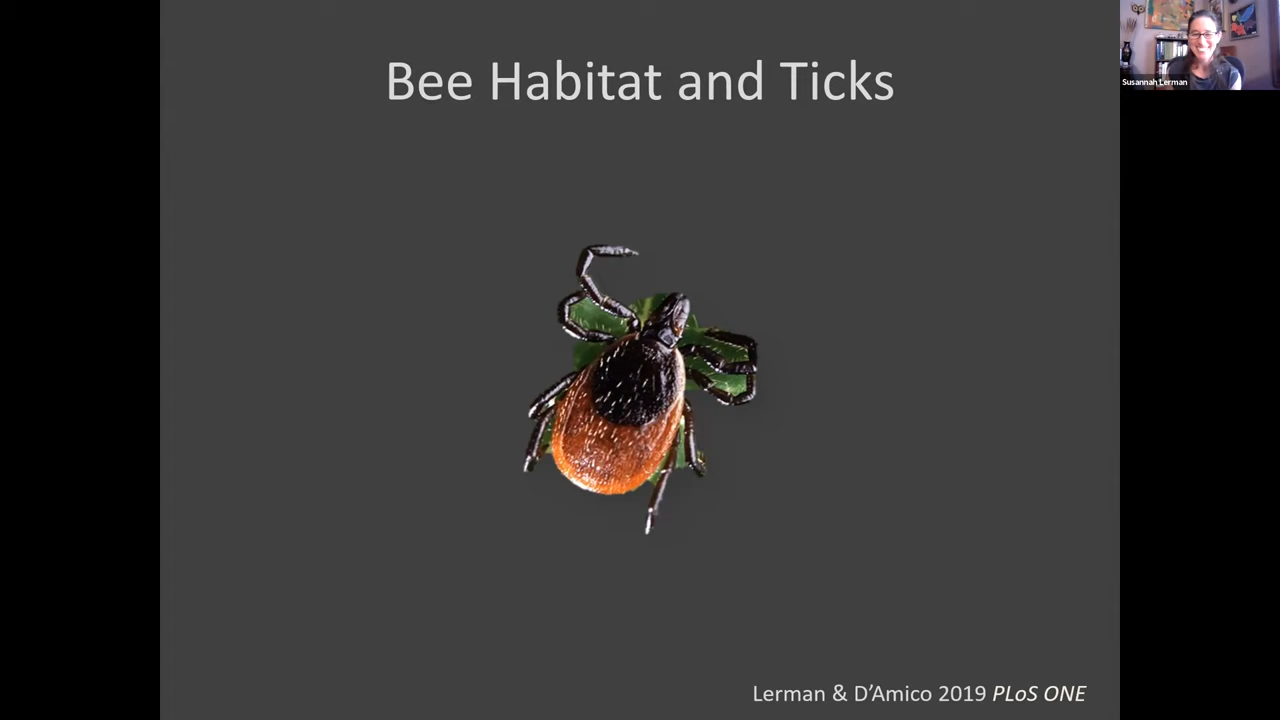 Bee Habitat and Ticks
Susannah Lerman
Lerman & D’Amico 2019 PLoS ONE